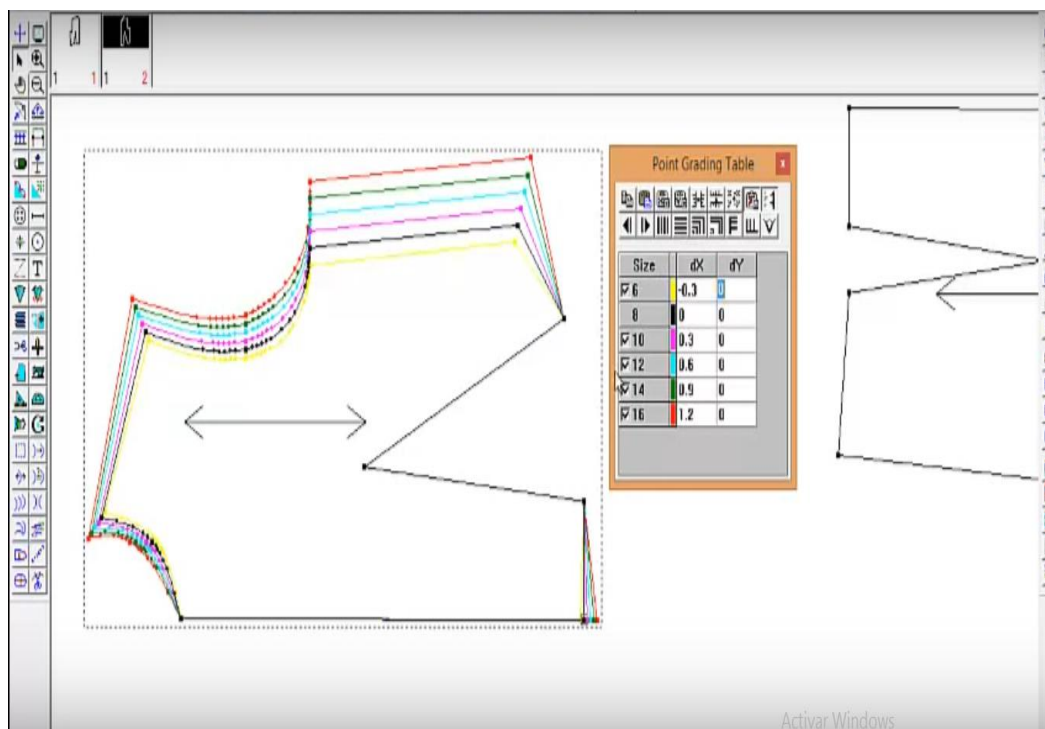 1 1 1 2
Point Grading Table
x
Size dX dY
6 -0.3 0
8 0 0
10 0.3 0
12 0.6 0
14 0.9 0
16 1.2 0
T
Activar Windows